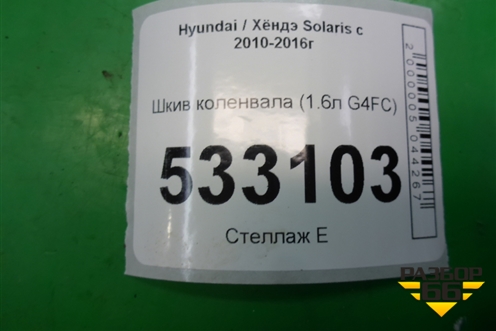 Hyundai / Хёндэ Solaris с
2010-2016г
Шкив коленвала (1.6л G4FC)
533103
Стеллаж Е
2000005044267
РАЗБОР
66